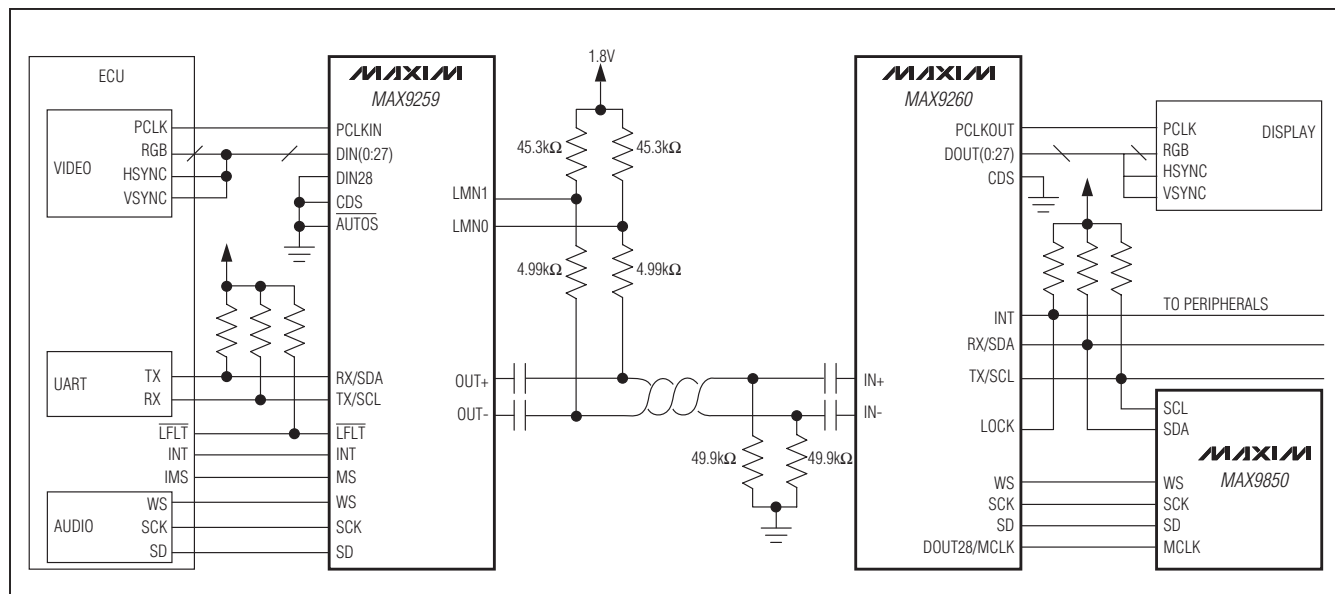 ECU
VIDEO
PCLK
RGB
HSYNC
VSYNC
UART
TX
RX
LFLT
INT
IMS
AUDIO
WS
SCK
SD
MAXIM
MAX9259
PCLKIN
DIN(0:27)
DIN28
CDS
AUTOS
LMN1
LMN0
RX/SDA
TX/SCL
LFLT
INT
MS
WS
SCK
SD
OUT+
OUT-
1.8V
45.3kΩ
45.3kΩ
4.99kΩ
4.99kΩ
49.9kΩ
49.9kΩ
MAXIM
MAX9260
PCLKOUT
DOUT(0:27)
CDS
INT
RX/SDA
TX/SCL
IN+
IN-
LOCK
WS
SCK
SD
DOUT28/MCLK
DISPLAY
PCLK
RGB
HSYNC
VSYNC
TO PERIPHERALS
SCL
SDA
MAXIM
MAX9850
WS
SCK
SD
MCLK